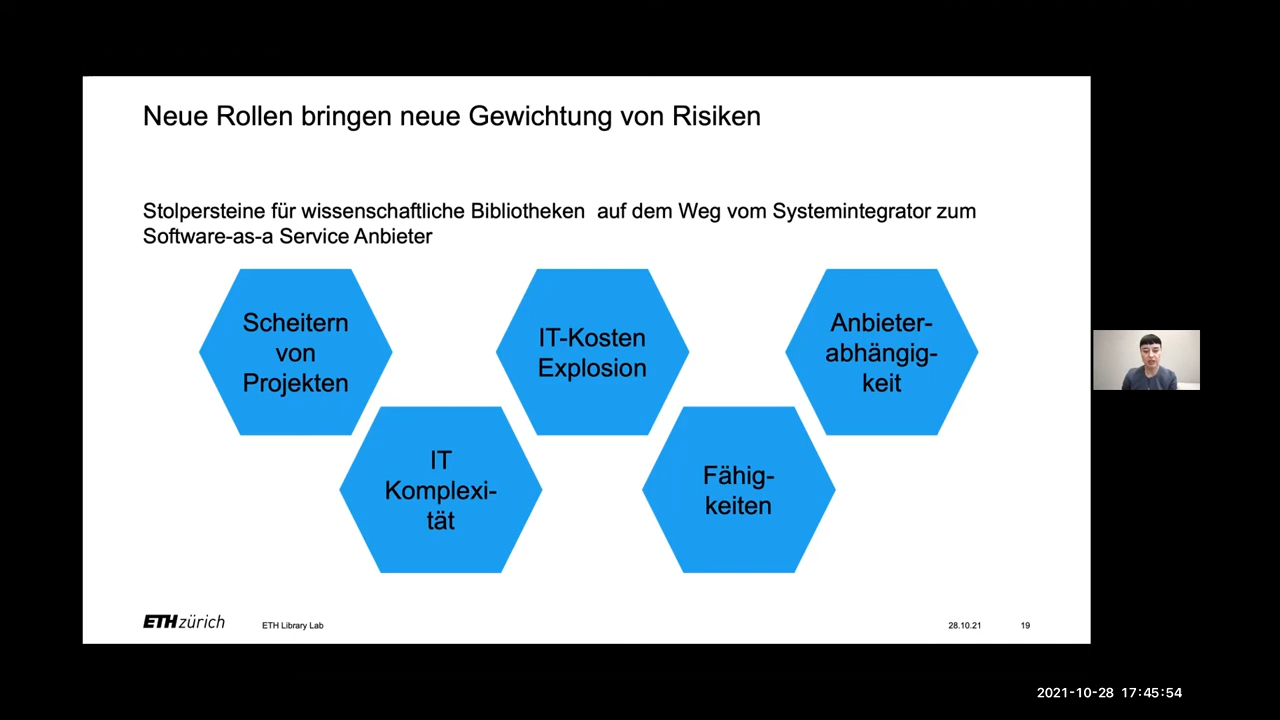 Neue Rollen bringen neue Gewichtung von Risiken
Stolpersteine für wissenschaftliche Bibliotheken  auf dem Weg vom Systemintegrator zum
Software-as-a Service Anbieter
Scheitern
von
Projekten
IT-Kosten
Explosion
Anbieter-
abhängig-
keit
IT
Komplexi-
tät
Fähig-
keiten
ETH zürich
ETH Library Lab
28.10.21
19
2021-10-28 17:45:54